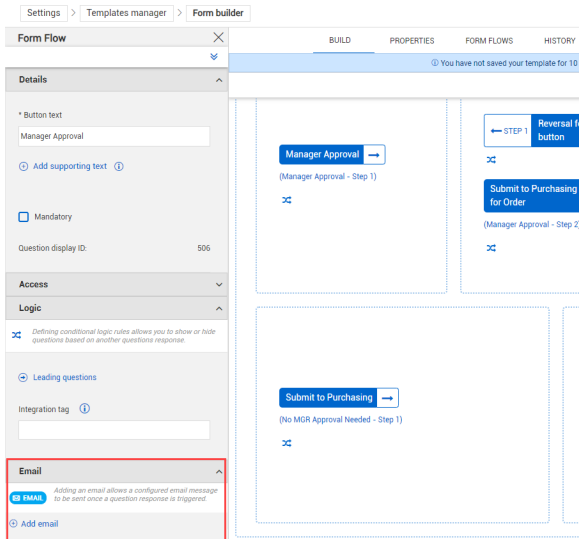 Settings > Templates manager > Form builder
Form Flow
BUILD PROPERTIES FORM FLOWS HISTORY
You have not saved your template for 10
Details
* Button text
Manager Approval
Add supporting text
Mandatory
Question display ID: 506
Access
Logic
Defining conditional logic rules allows you to show or hide
questions based on another questions response.
Leading questions
Integration tag
Email
EMAIL
Adding an email allows a configured email message
to be sent once a question response is triggered.
Add email
Manager Approval
(Manager Approval - Step 1)
STEP 1
Reversal
button
Submit to Purchasing
for Order
(Manager Approval - Step 2)
Submit to Purchasing
(No MGR Approval Needed - Step 1)